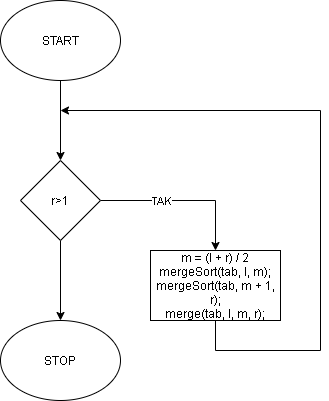 START
r>1
TAK
m = (l + r) / 2
mergeSort(tab, l, m);
mergeSort(tab, m + 1,
r);
merge(tab, l, m, r);
STOP